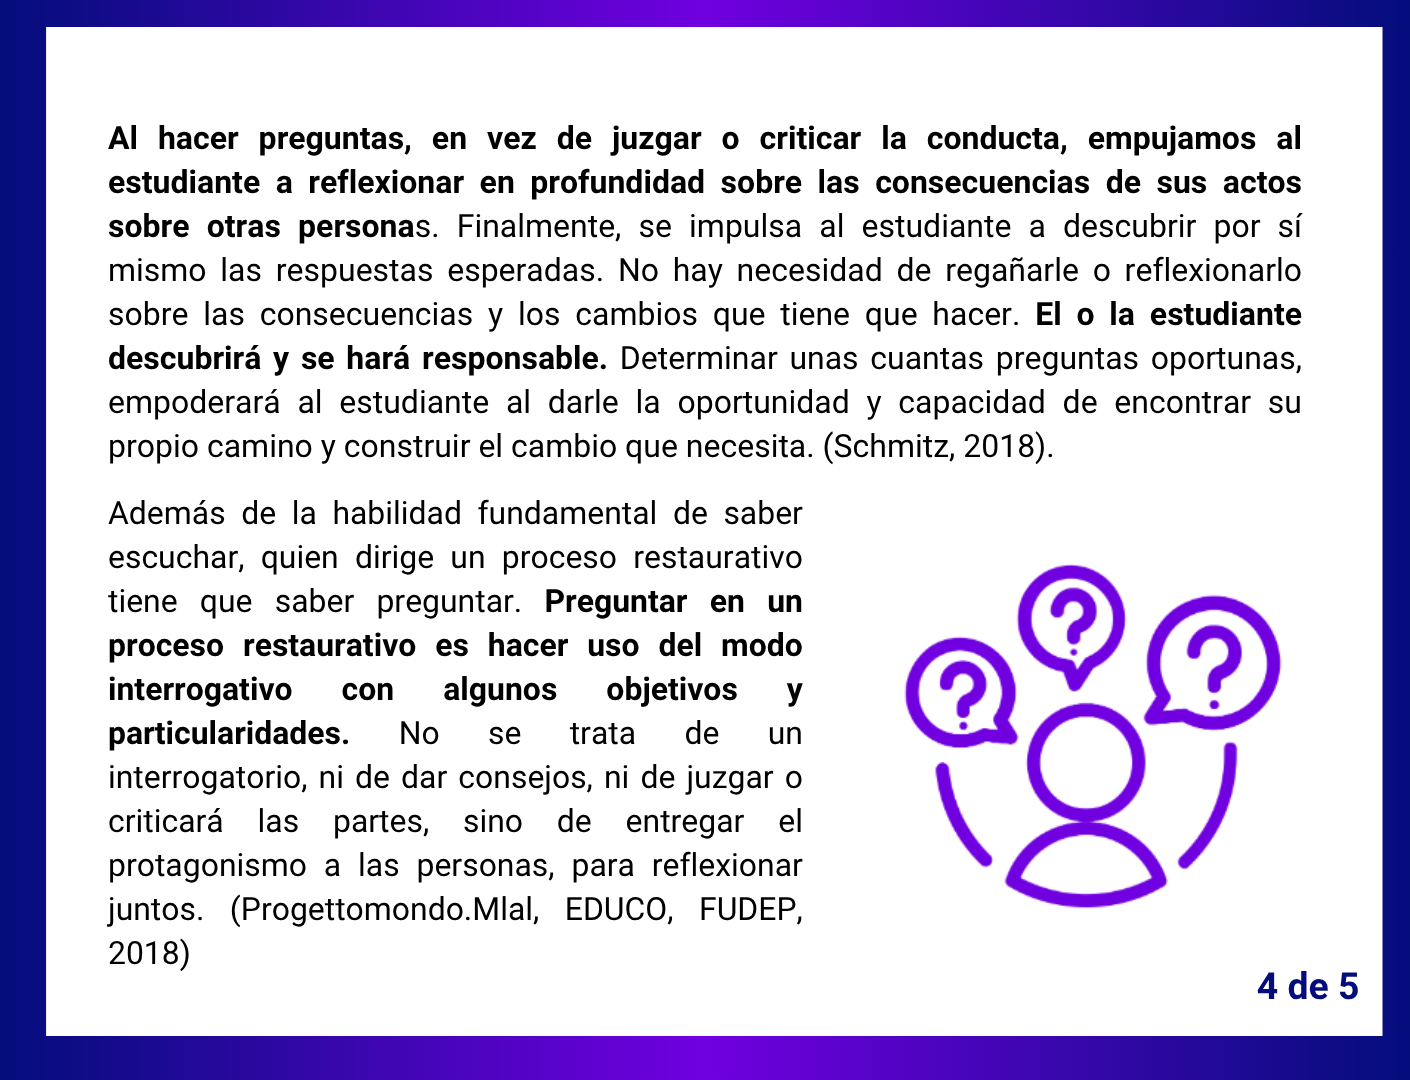 Al hacer preguntas, en vez de juzgar o criticar la conducta, empujamos al
estudiante a reflexionar en profundidad sobre las consecuencias de sus actos
sobre otras personas. Finalmente, se impulsa al estudiante a descubrir por sí
mismo las respuestas esperadas. No hay necesidad de regañarle o reflexionarlo
sobre las consecuencias y los cambios que tiene que hacer. El o la estudiante
descubrirá y se hará responsable. Determinar unas cuantas preguntas oportunas,
empoderará al estudiante al darle la oportunidad y capacidad de encontrar su
propio camino y construir el cambio que necesita. (Schmitz, 2018).
Además de la habilidad fundamental de saber
escuchar, quien dirige un proceso restaurativo
tiene que saber preguntar. Preguntar en un
proceso restaurativo es hacer uso del modo
interrogativo con algunos objetivos y
particularidades. No se trata de un
interrogatorio, ni de dar consejos, ni de juzgar o
criticará las partes, sino de entregar el
protagonismo a las personas, para reflexionar
juntos. (Progettomondo.Mlal, EDUCO, FUDEP,
2018)
? ? ?
4 de 5